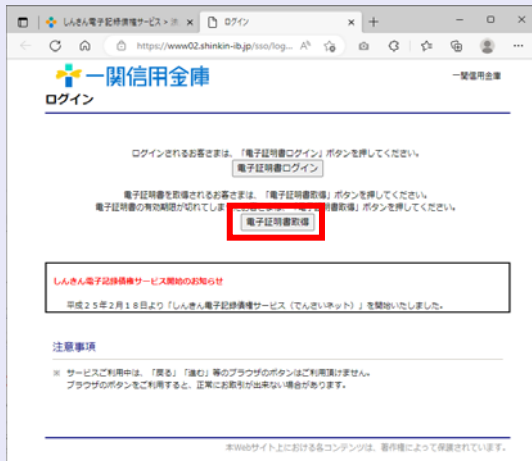 しんきん電子記録債権サービス >
ログイン
https://www02.shinkin-ib.jp/sso/log...
一関信用金庫
一関信用金庫
ログイン
ログインされるお客さまは、「電子証明書ログイン」ボタンを押してください。
電子証明書ログイン
電子証明書を取得されるお客さまは、「電子証明書取得」ボタンを押してください。
電子証明書の有効期限が切れてしま お客さまは、「電子証明書取得」ボタンを押してください。
電子証明書取得
しんきん電子記録債権サービス開始のお知らせ
平成25年2月18日より「しんきん電子記録債権サービス（でんさいネット）」を開始いたしました。
注意事項
※ サービスご利用中は、「戻る」「進む」等のブラウザのボタンはご利用頂けません。
ブラウザのボタンをご利用すると、正常にお取引が出来ない場合があります。
本Webサイト上における各コンテンツは、著作権によって保護されています。